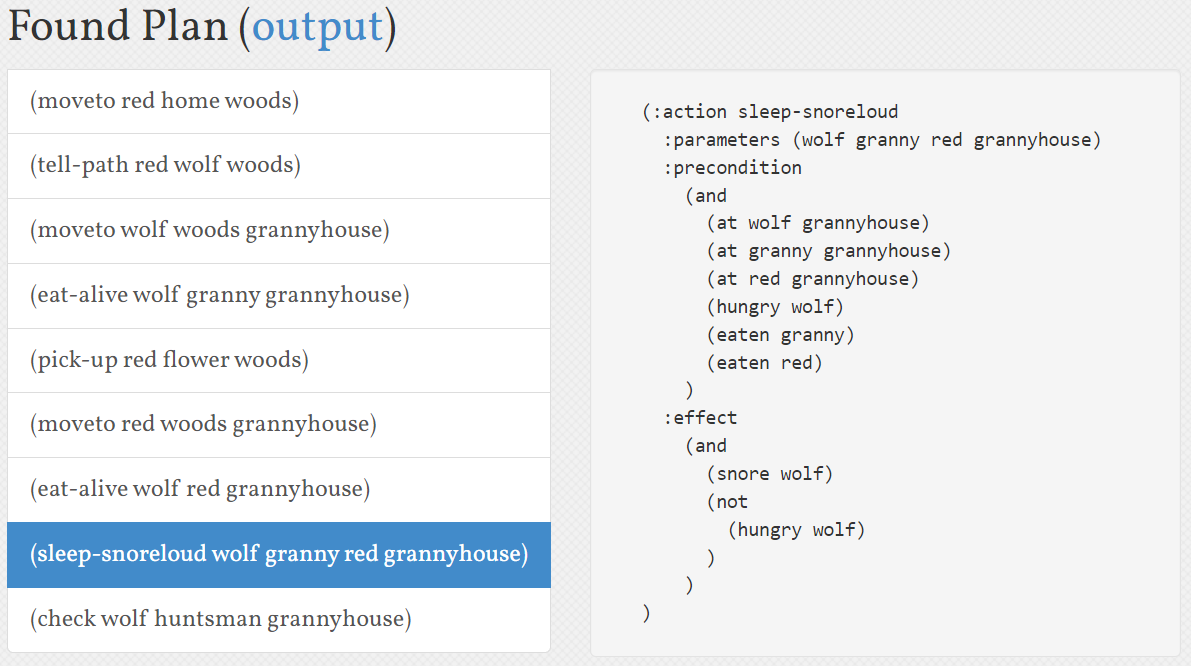 Found Plan (output)
(moveto red home woods)
(tell-path red wolf woods)
(moveto wolf woods grannyhouse)
(eat-alive wolf granny grannyhouse)
(pick-up red flower woods)
(moveto red woods grannyhouse)
(eat-alive wolf red grannyhouse)
(sleep-snoreloud wolf granny red grannyhouse)
(check wolf huntsman grannyhouse)
(:action sleep-snoreloud
:parameters (wolf granny red grannyhouse)
:precondition
(and
(at wolf grannyhouse)
(at granny grannyhouse)
(at red grannyhouse)
(hungry wolf)
(eaten granny)
(eaten red)
)
:effect
(and
(snore wolf)
(not
(hungry wolf)
)
)
)